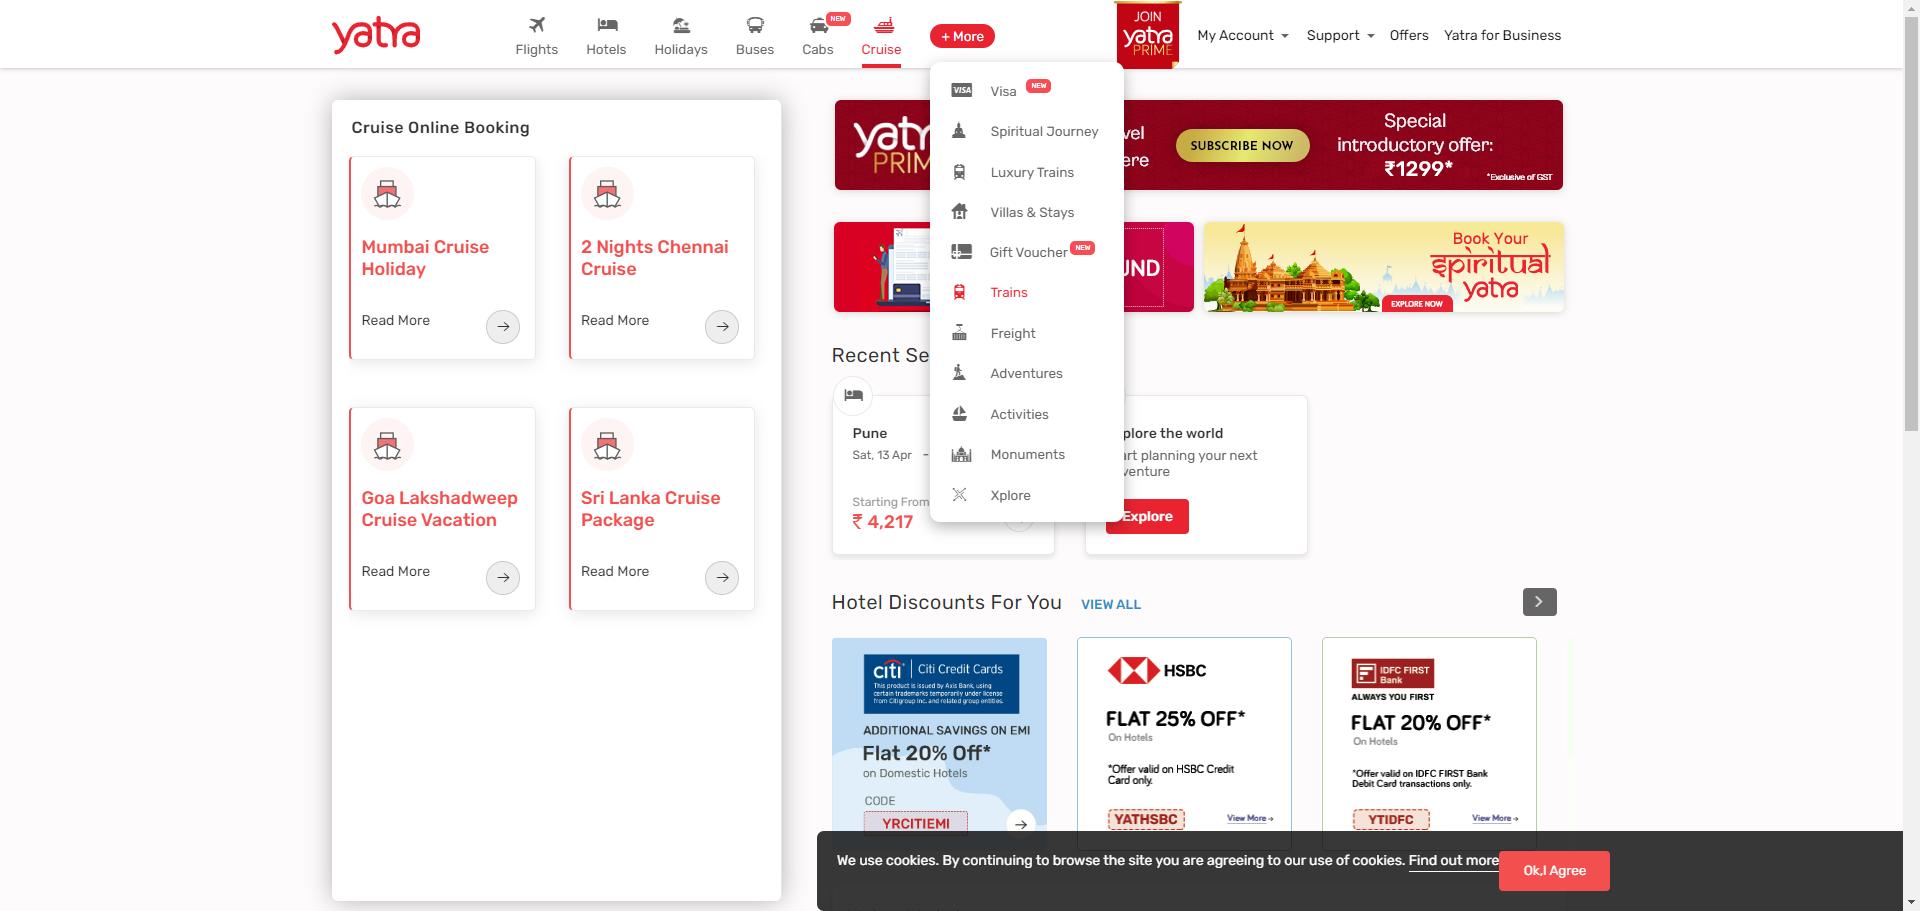 yatra
Flights
Hotels
Holidays
Buses
Cabs
NEW
Cruise
+ More
JOIN
yatra
PRIME
My Account
Support
Offers
Yatra for Business
Visa NEW
Spiritual Journey
Luxury Trains
Villas & Stays
Gift Voucher NEW
Trains
Freight
Adventures
Activities
Monuments
Xplore
Cruise Online Booking
Mumbai Cruise
Holiday
Read More
2 Nights Chennai
Cruise
Read More
Goa Lakshadweep
Cruise Vacation
Read More
Sri Lanka Cruise
Package
Read More
SUBSCRIBE NOW
Special
introductory offer:
₹1299*
*Exclusive of GST
Book Your
spiritual
yatra
EXPLORE NOW
Recent Se
Pune
Sat, 13 Apr -
Starting From
₹ 4,217
plore the world
art planning your next
venture
Explore
Hotel Discounts For You
VIEW ALL
citi
Citi Credit Cards
This product is issued by Axis Bank, using
certain trademarks temporarily under license
from Citigroup Inc. and related group entities.
ADDITIONAL SAVINGS ON EMI
Flat 20% Off*
on Domestic Hotels
CODE
YRCITIEMI
HSBC
FLAT 25% OFF*
On Hotels
*Offer valid on HSBC Credit
Card only.
YATHSBC
View More
IDFC FIRST
Bank
ALWAYS YOU FIRST
FLAT 20% OFF*
On Hotels
*Offer valid on IDFC FIRST Bank
Debit Card transactions only.
YTIDFC
View More
We use cookies. By continuing to browse the site you are agreeing to our use of cookies. Find out more
Ok,I Agree